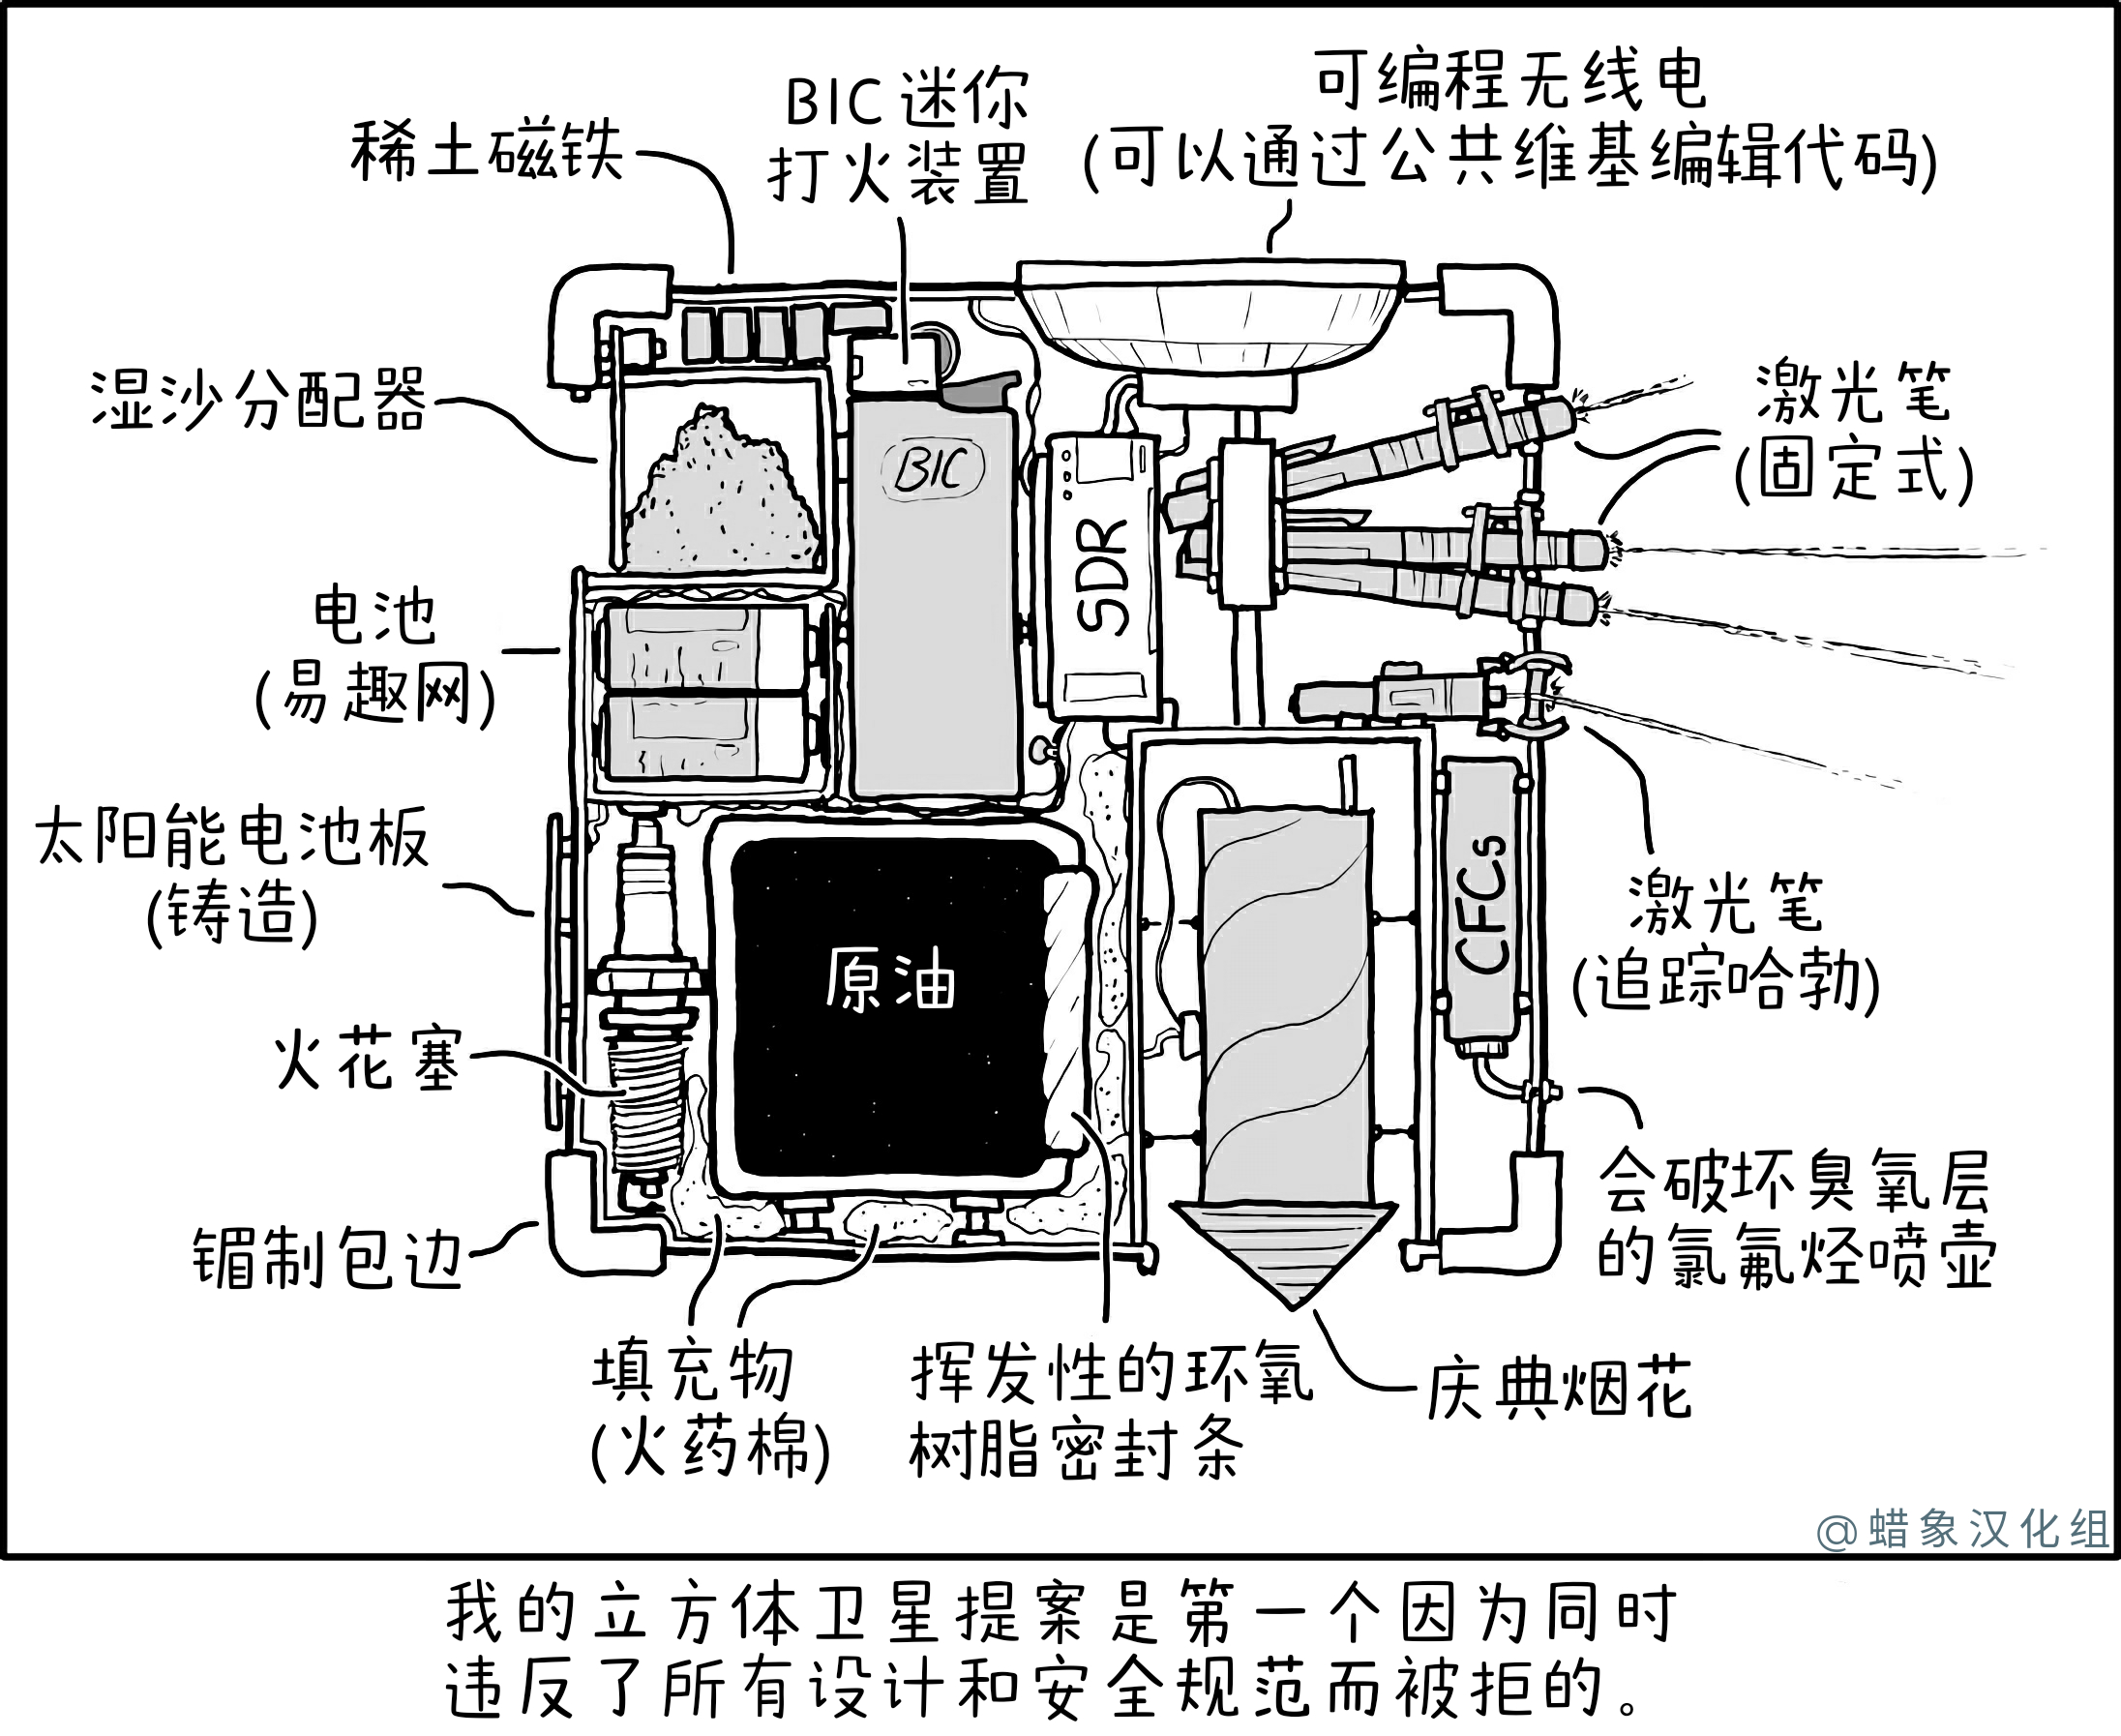 BIC迷你
打火装置
可编程无线电
(可以通过公共维基编辑代码)
稀土磁铁
湿沙分配器
激光笔
(固定式)
BIC
SDR
电池
(易趣网)
太阳能电池板
(铸造)
CFCs
激光笔
(追踪哈勃)
原油
火花塞
会破坏臭氧层
的氯氟烃喷壶
镅制包边
填充物
(火药棉)
挥发性的环氧
树脂密封条
庆典烟花
@蜡象汉化组
我的立方体卫星提案是第一个因为同时
违反了所有设计和安全规范而被拒的。